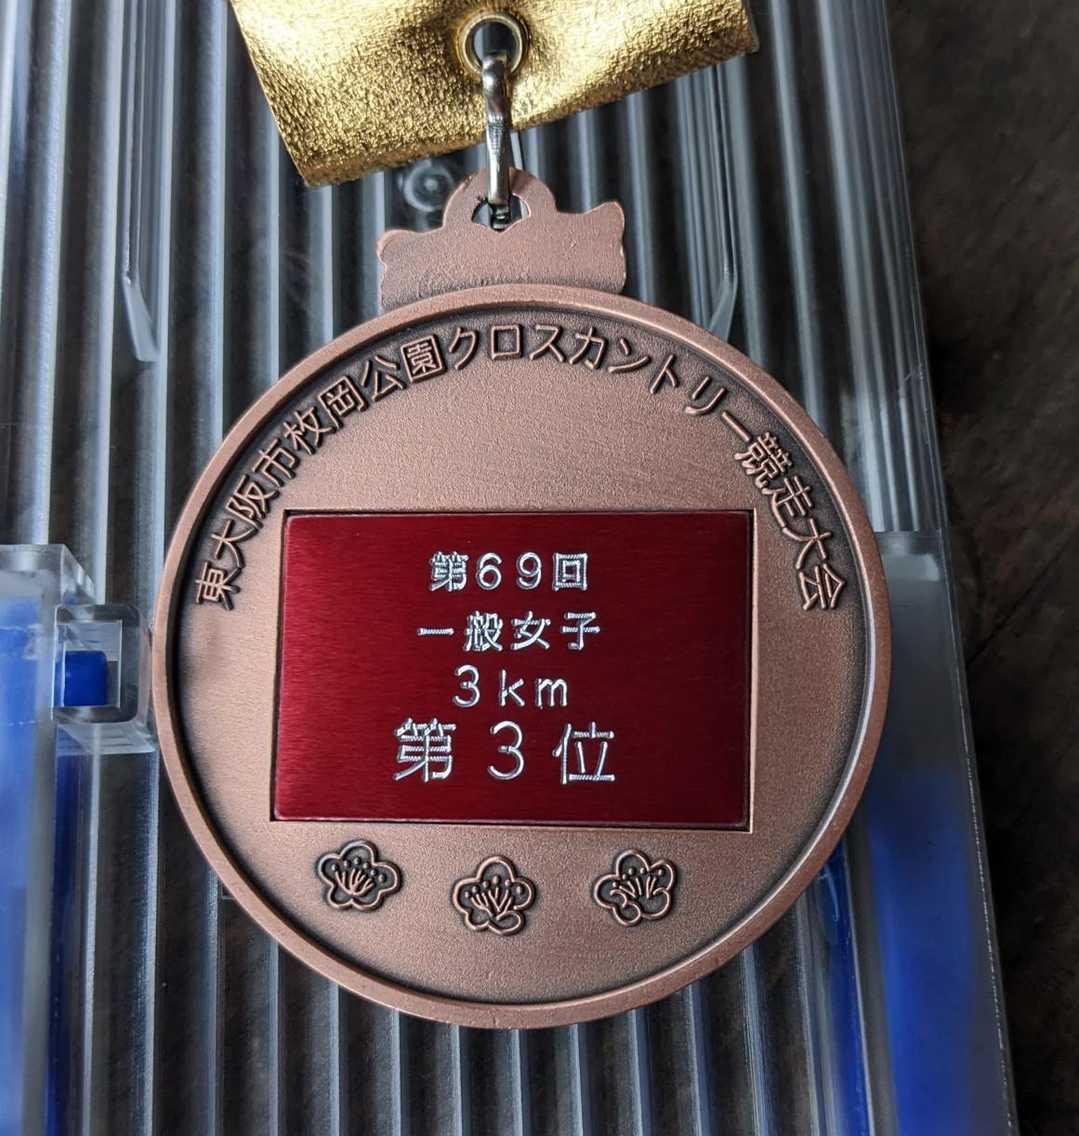 東大阪市枚岡公園クロスカントリー競走大会
第69回
一般女子
3km
第3位